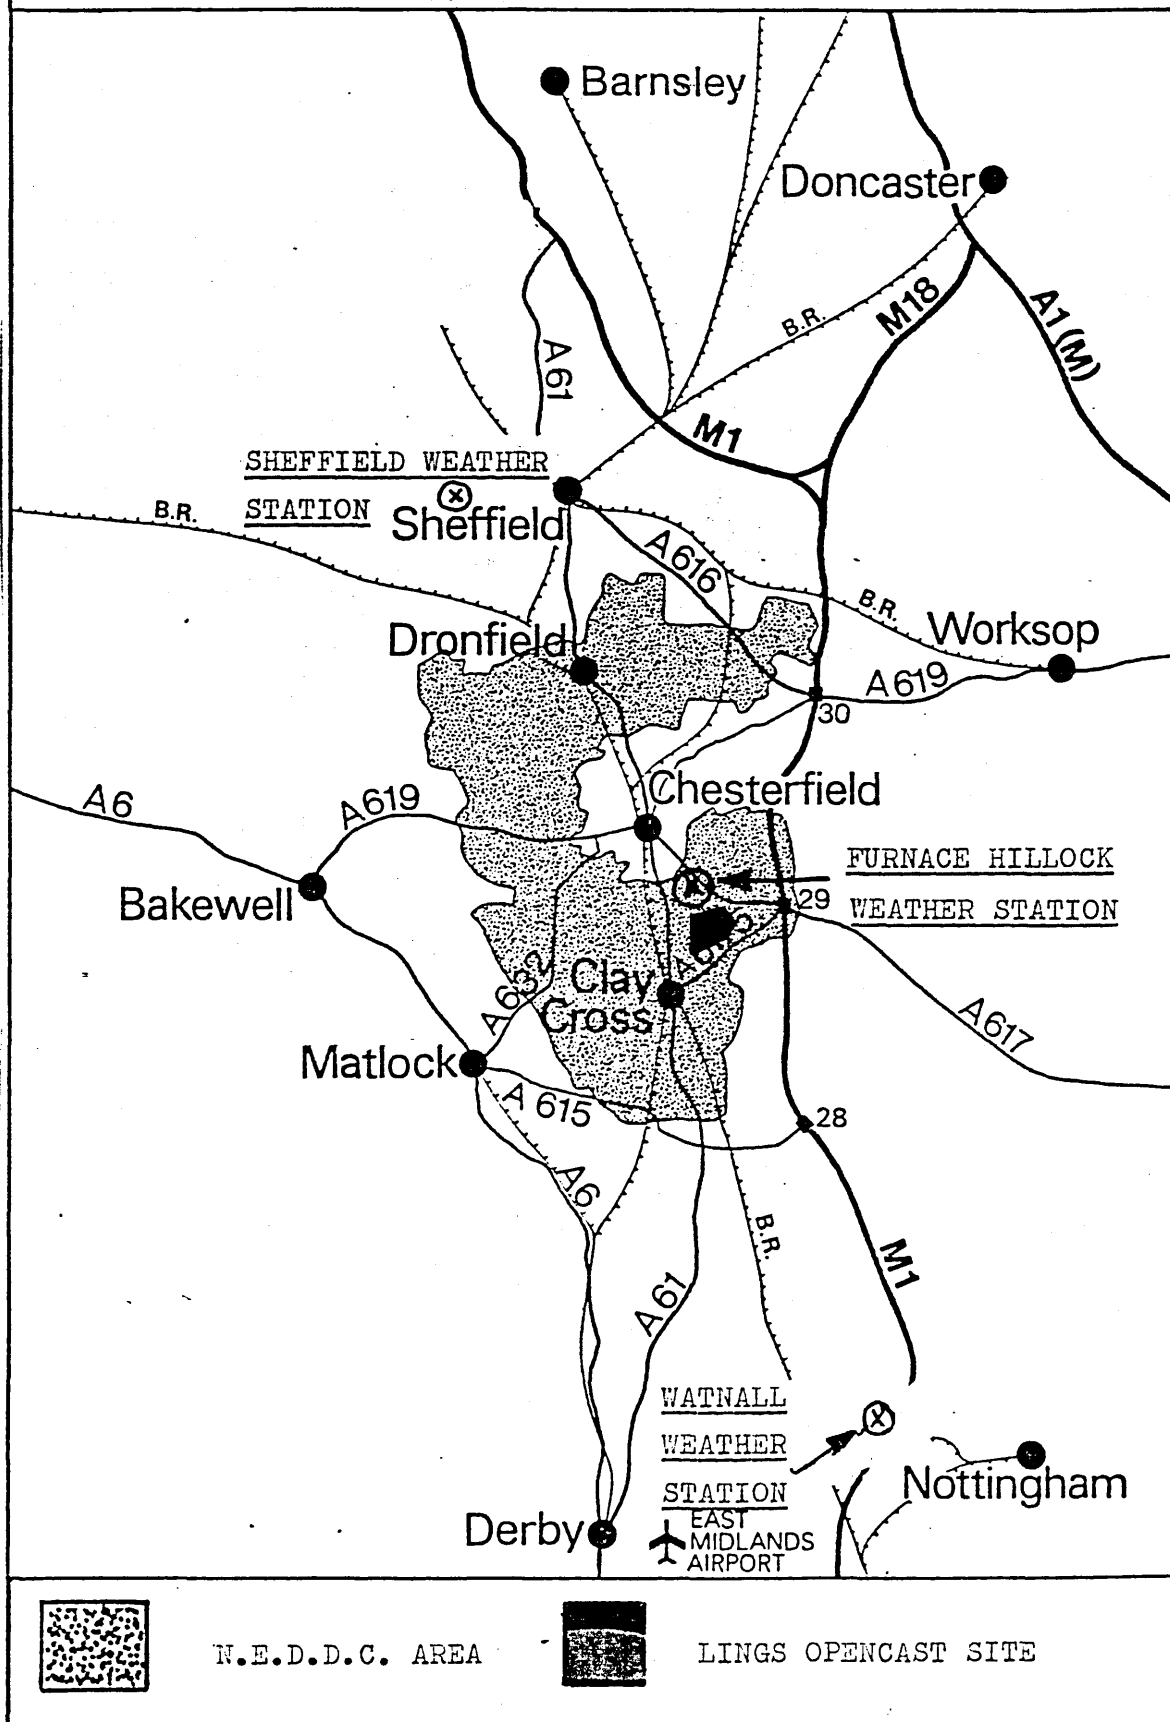 Barnsley
Doncaster
B.R.
M18
A1(M)
A61
M1
SHEFFIELD WEATHER
STATION
B.R.
Sheffield
A616
B.R.
Worksop
Dronfield
A619
30
Chesterfield
A6
A619
FURNACE HILLOCK
WEATHER STATION
29
Bakewell
A632
Clay
Cross
A617
Matlock
A 615
28
A6
B.R.
M1
A61
WATNALL
WEATHER
STATION
Nottingham
Derby
EAST
MIDLANDS
AIRPORT
N.E.D.D.C. AREA
LINGS OPENCAST SITE